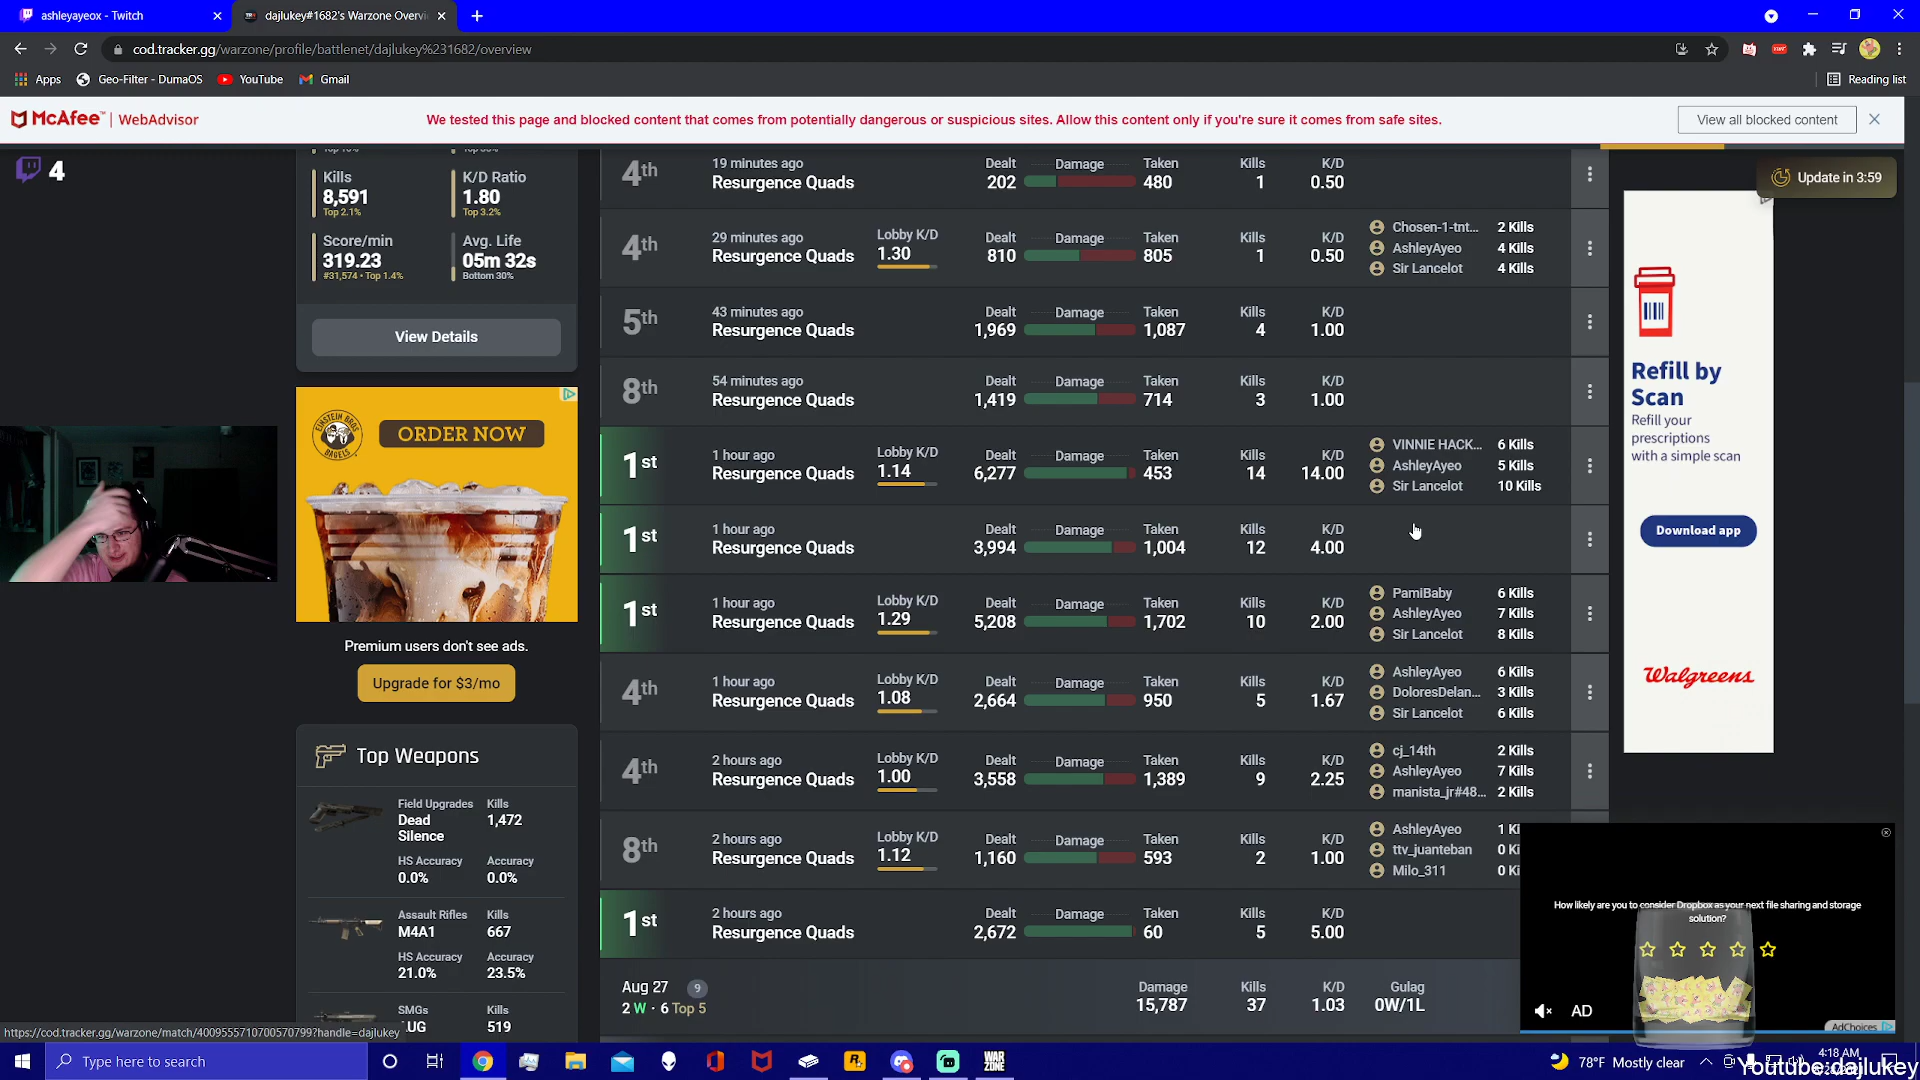 ashleyayeox - Twitch
dajlukey#1682's Warzone Overvi
cod.tracker.gg/warzone/profile/battlenet/dajlukey%231682/overview
Apps
Geo-Filter - DumaOS
YouTube
Gmail
Reading list
McAfee™ | WebAdvisor
We tested this page and blocked content that comes from potentially dangerous or suspicious sites. Allow this content only if you're sure it comes from safe sites.
View all blocked content
4
Update in 3:59
Kills
8,591
Top 2.1%
K/D Ratio
1.80
Top 3.2%
Score/min
319.23
#31,574 • Top 1.4%
Avg. Life
05m 32s
Bottom 30%
View Details
EINSTEIN BROS BAGELS
ORDER NOW
Premium users don't see ads.
Upgrade for $3/mo
Top Weapons
Field Upgrades
Dead Silence
Kills
1,472
HS Accuracy
0.0%
Accuracy
0.0%
Assault Rifles
M4A1
Kills
667
HS Accuracy
21.0%
Accuracy
23.5%
SMGs
Kills
519
https://cod.tracker.gg/warzone/match/4009555710700570799?handle=dajlukey
4th
19 minutes ago
Resurgence Quads
Dealt Damage Taken Kills K/D
202 480 1 0.50
4th
29 minutes ago
Resurgence Quads
Lobby K/D
1.30
Dealt Damage Taken Kills K/D
810 805 1 0.50
Chosen-1-tnt... 2 Kills
AshleyAyeo 4 Kills
Sir Lancelot 4 Kills
5th
43 minutes ago
Resurgence Quads
Dealt Damage Taken Kills K/D
1,969 1,087 4 1.00
8th
54 minutes ago
Resurgence Quads
Dealt Damage Taken Kills K/D
1,419 714 3 1.00
1st
1 hour ago
Resurgence Quads
Lobby K/D
1.14
Dealt Damage Taken Kills K/D
6,277 453 14 14.00
VINNIE HACK... 6 Kills
AshleyAyeo 5 Kills
Sir Lancelot 10 Kills
1st
1 hour ago
Resurgence Quads
Dealt Damage Taken Kills K/D
3,994 1,004 12 4.00
1st
1 hour ago
Resurgence Quads
Lobby K/D
1.29
Dealt Damage Taken Kills K/D
5,208 1,702 10 2.00
PamlBaby 6 Kills
AshleyAyeo 7 Kills
Sir Lancelot 8 Kills
4th
1 hour ago
Resurgence Quads
Lobby K/D
1.08
Dealt Damage Taken Kills K/D
2,664 950 5 1.67
AshleyAyeo 6 Kills
DoloresDelan... 3 Kills
Sir Lancelot 6 Kills
4th
2 hours ago
Resurgence Quads
Lobby K/D
1.00
Dealt Damage Taken Kills K/D
3,558 1,389 9 2.25
cj_14th 2 Kills
AshleyAyeo 7 Kills
manista_jr#48... 2 Kills
8th
2 hours ago
Resurgence Quads
Lobby K/D
1.12
Dealt Damage Taken Kills K/D
1,160 593 2 1.00
AshleyAyeo 1 Ki
ttv_juanteban 0 Ki
Milo_311 0 Ki
1st
2 hours ago
Resurgence Quads
Dealt Damage Taken Kills K/D
2,672 60 5 5.00
Aug 27 9
2 W · 6 Top 5
Damage Kills K/D Gulag
15,787 37 1.03 0W/1L
Refill by
Scan
Refill your
prescriptions
with a simple scan
Download app
Walgreens
How likely are you to consider Dropbox as your next file sharing and storage
solution?
AD
AdChoices
Type here to search
WAR
ZONE
78°F Mostly clear
4:18 AM
Youtube:dajlukey